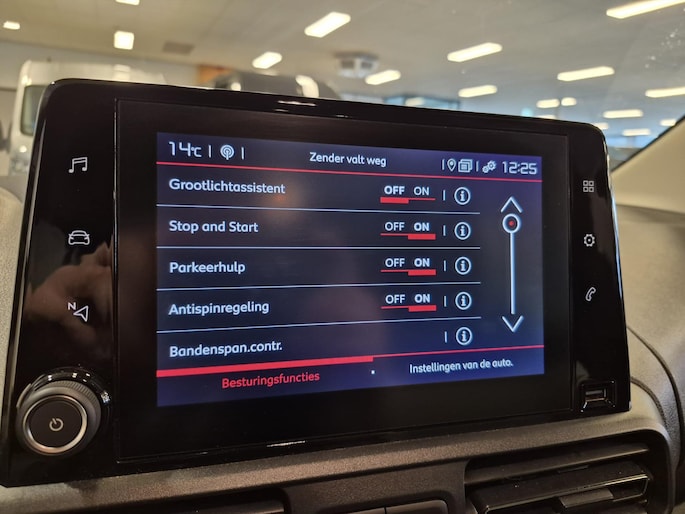 14°C Zender valt weg 12:25
Grootlichtassistent OFF ON
Stop and Start OFF ON
Parkeerhulp OFF ON
Antispinregeling OFF ON
Bandenspan.contr.
Besturingsfuncties Instellingen van de auto.
N